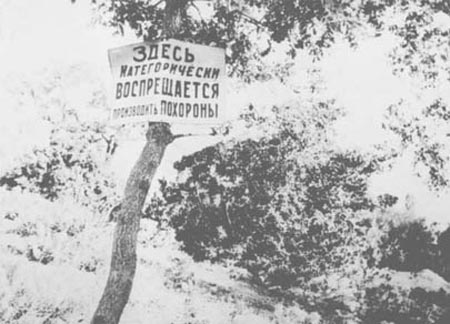 ЗДЕСЬ
КАТЕГОРИЧЕСКИ
ВОСПРЕЩАЕТСЯ
ПРОИЗВОДИТЬ ПОХОРОНЫ